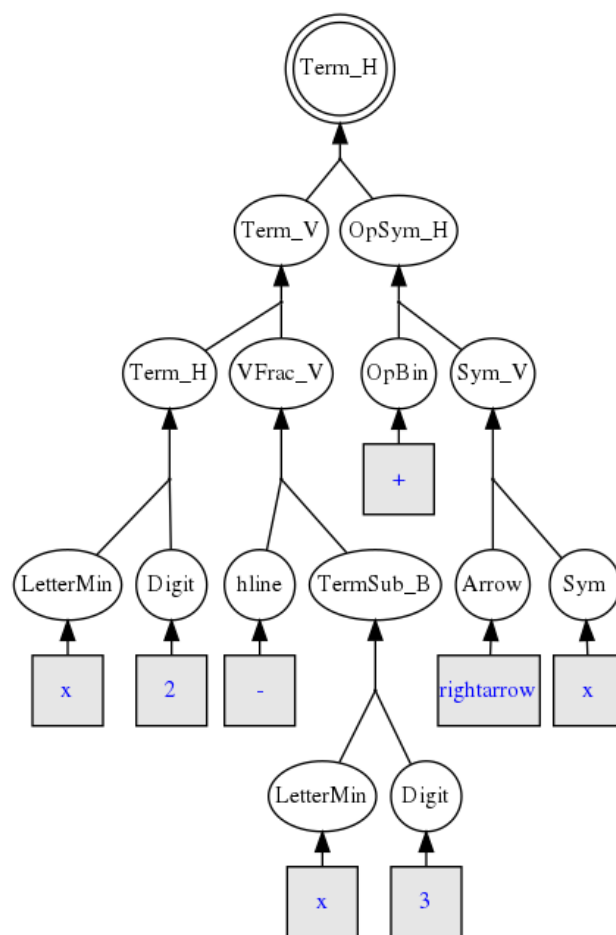 Term_H
Term_V OpSym_H
Term_H VFrac_V OpBin Sym_V
+
LetterMin Digit hline TermSub_B Arrow Sym
x 2 - rightarrow x
LetterMin Digit
x 3